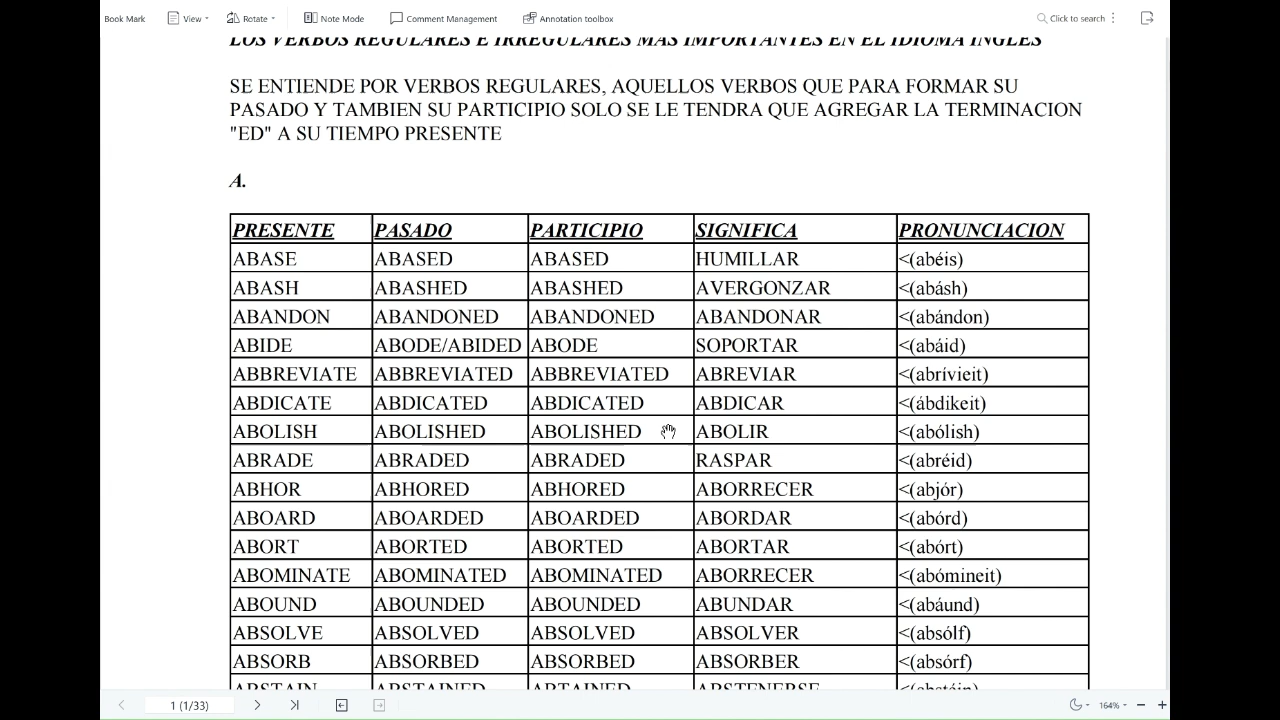 Book Mark View Rotate Note Mode Comment Management Annotation toolbox Click to search
LOS VERBOS REGULARES E IRREGULARES MAS IMPORTANTES EN EL IDIOMA INGLES
SE ENTIENDE POR VERBOS REGULARES, AQUELLOS VERBOS QUE PARA FORMAR SU
PASADO Y TAMBIEN SU PARTICIPIO SOLO SE LE TENDRA QUE AGREGAR LA TERMINACION
"ED" A SU TIEMPO PRESENTE
A.
PRESENTE PASADO PARTICIPIO SIGNIFICA PRONUNCIACION
ABASE ABASED ABASED HUMILLAR <(abéis)
ABASH ABASHED ABASHED AVERGONZAR <(abásh)
ABANDON ABANDONED ABANDONED ABANDONAR <(abándon)
ABIDE ABODE/ABIDED ABODE SOPORTAR <(abáid)
ABBREVIATE ABBREVIATED ABBREVIATED ABREVIAR <(abrívieit)
ABDICATE ABDICATED ABDICATED ABDICAR <(ábdikeit)
ABOLISH ABOLISHED ABOLISHED ABOLIR <(abólish)
ABRADE ABRADED ABRADED RASPAR <(abréid)
ABHOR ABHORED ABHORED ABORRECER <(abjór)
ABOARD ABOARDED ABOARDED ABORDAR <(abórd)
ABORT ABORTED ABORTED ABORTAR <(abórt)
ABOMINATE ABOMINATED ABOMINATED ABORRECER <(abómineit)
ABOUND ABOUNDED ABOUNDED ABUNDAR <(abáund)
ABSOLVE ABSOLVED ABSOLVED ABSOLVER <(absólf)
ABSORB ABSORBED ABSORBED ABSORBER <(absórf)
ABSTAIN ABSTAINED ABTAINED ABSTENERSE <(abstéin)
1 (1/33) 164%